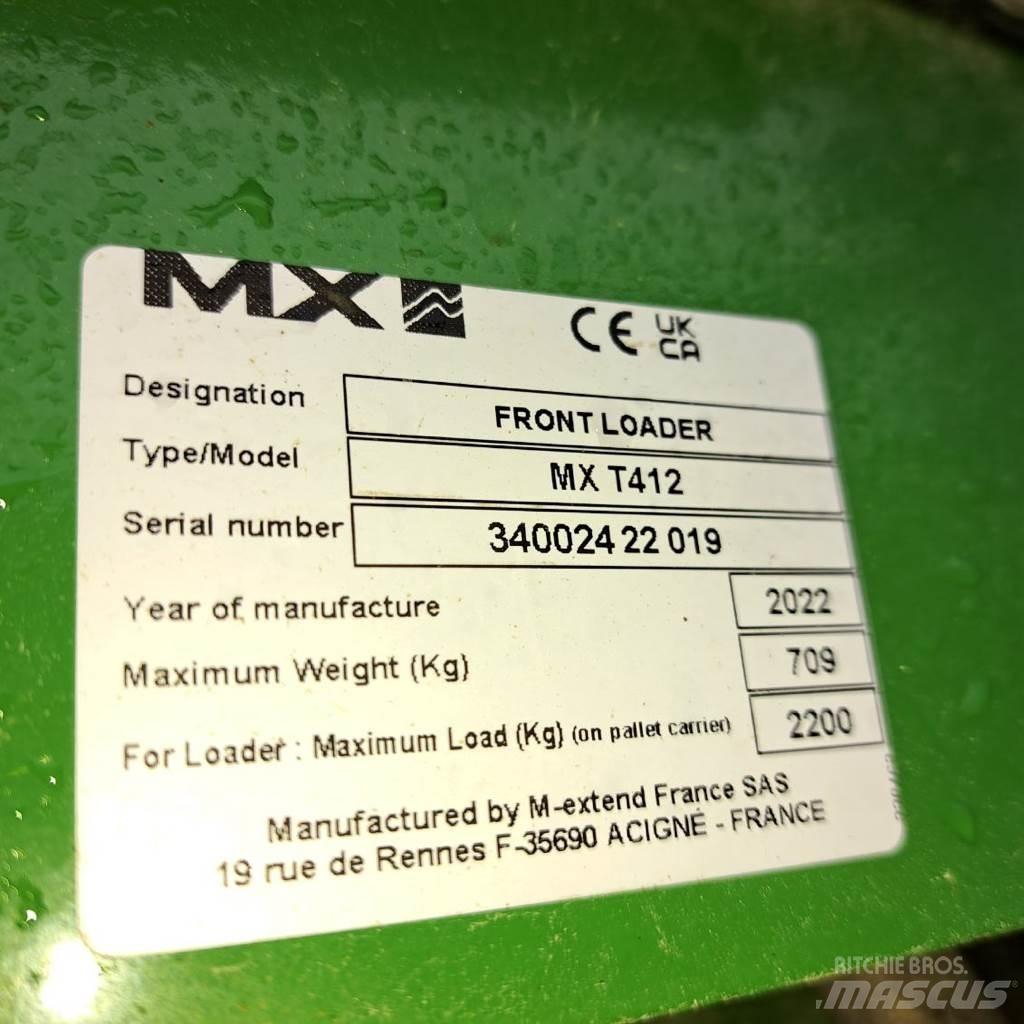 MX
CE UK CA
Designation FRONT LOADER
Type/Model MX T412
Serial number 340024 22 019
Year of manufacture 2022
Maximum Weight (Kg) 709
For Loader : Maximum Load (Kg) (on pallet carrier) 2200
Manufactured by M-extend France SAS
19 rue de Rennes F-35690 ACIGNÉ - FRANCE
RITCHIE BROS.
MASCUS